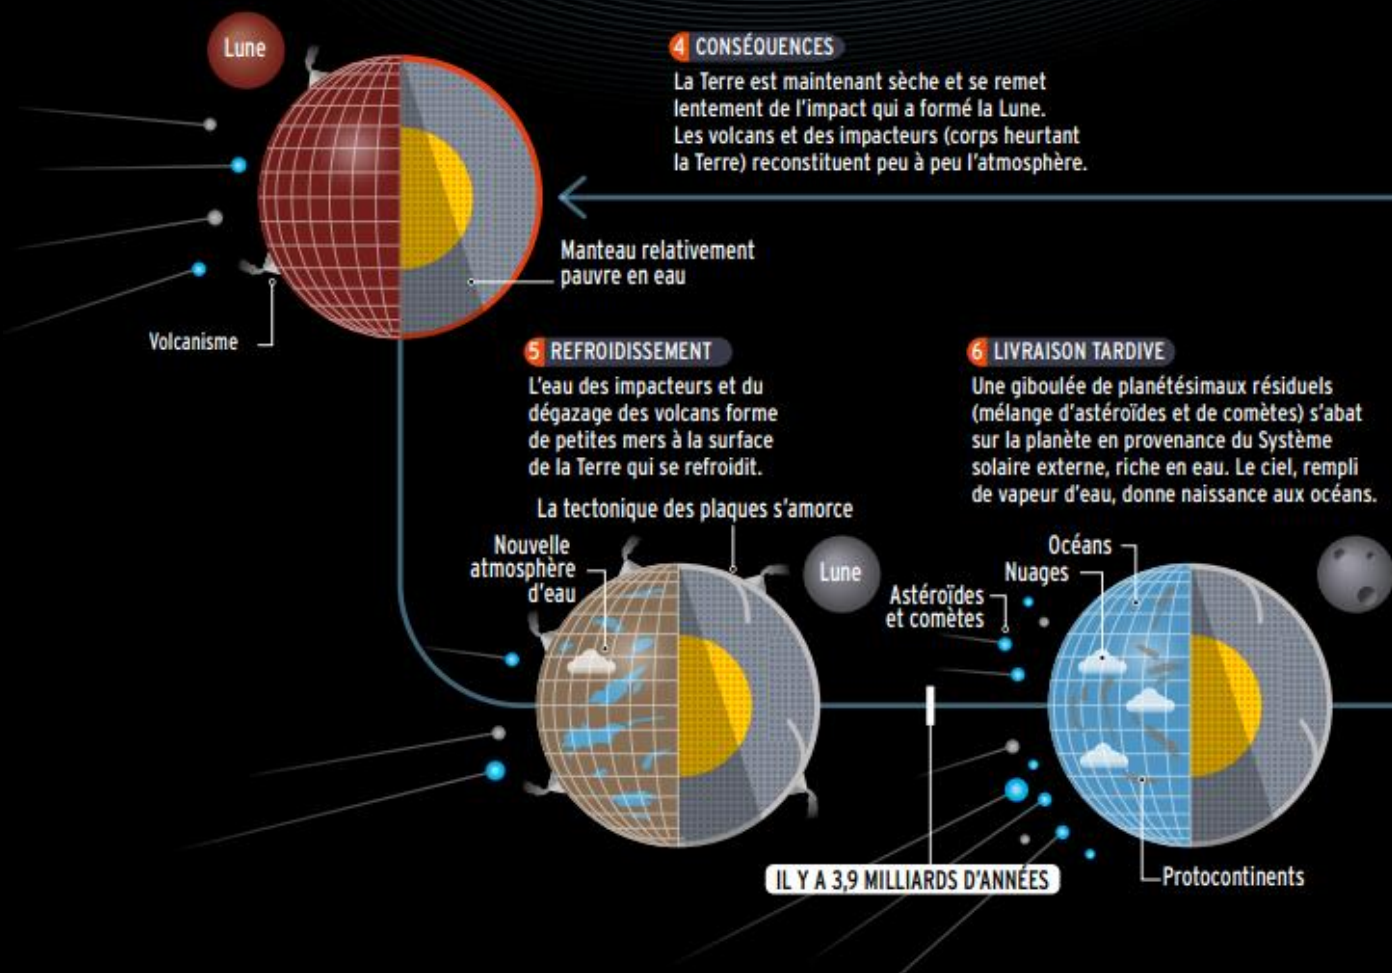 Lune
4 CONSÉQUENCES
La Terre est maintenant sèche et se remet
lentement de l'impact qui a formé la Lune.
Les volcans et des impacteurs (corps heurtant
la Terre) reconstituent peu à peu l'atmosphère.
Manteau relativement
pauvre en eau
Volcanisme
5 REFROIDISSEMENT
L'eau des impacteurs et du
dégazage des volcans forme
de petites mers à la surface
de la Terre qui se refroidit.
La tectonique des plaques s'amorce
Nouvelle
atmosphère
d'eau
Lune
6 LIVRAISON TARDIVE
Une giboulée de planétésimaux résiduels
(mélange d'astéroïdes et de comètes) s'abat
sur la planète en provenance du Système
solaire externe, riche en eau. Le ciel, rempli
de vapeur d'eau, donne naissance aux océans.
Océans
Nuages
Astéroïdes
et comètes
IL Y A 3,9 MILLIARDS D'ANNÉES
Protocontinents